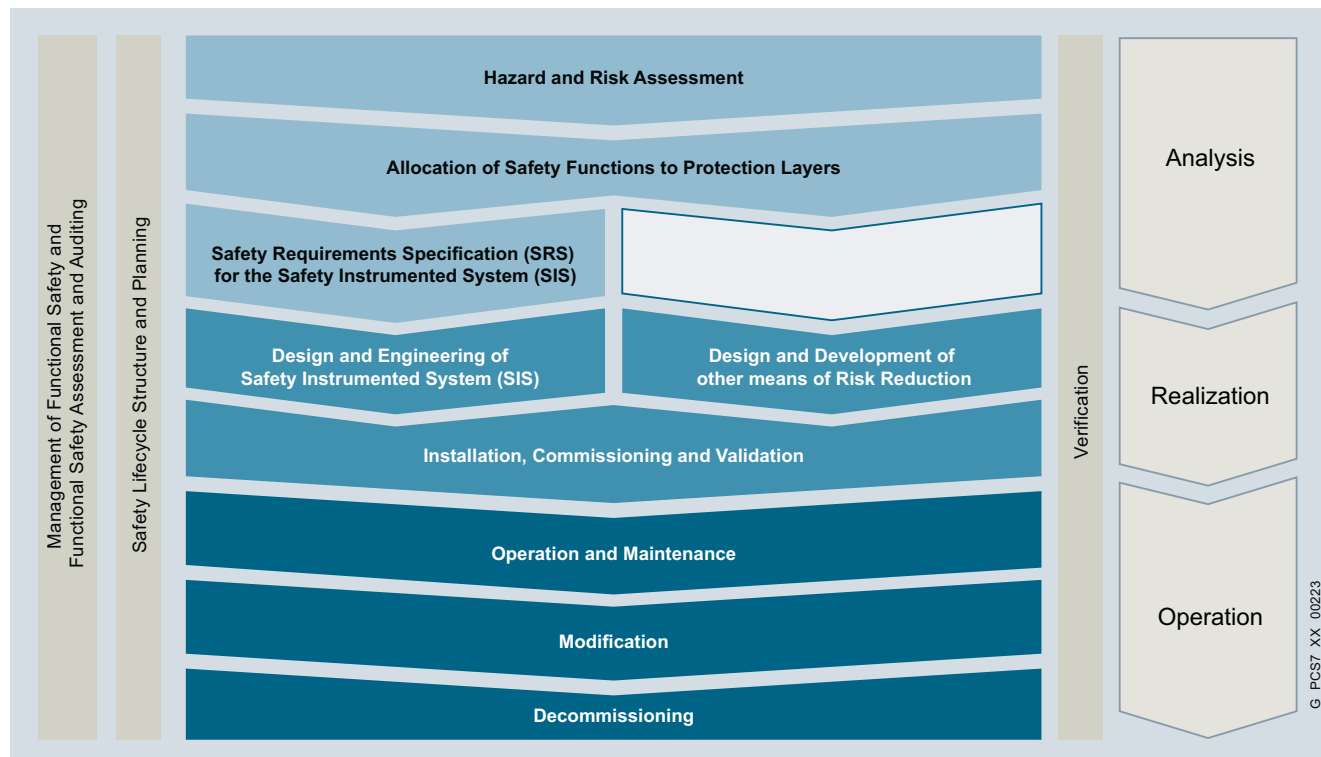 Management of Functional Safety and
Functional Safety Assessment and Auditing
Safety Lifecycle Structure and Planning
Hazard and Risk Assessment
Allocation of Safety Functions to Protection Layers
Safety Requirements Specification (SRS)
for the Safety Instrumented System (SIS)
Design and Engineering of
Safety Instrumented System (SIS)
Design and Development of
other means of Risk Reduction
Installation, Commissioning and Validation
Operation and Maintenance
Modification
Decommissioning
Verification
Analysis
Realization
Operation
G_PCS7_XX_00223